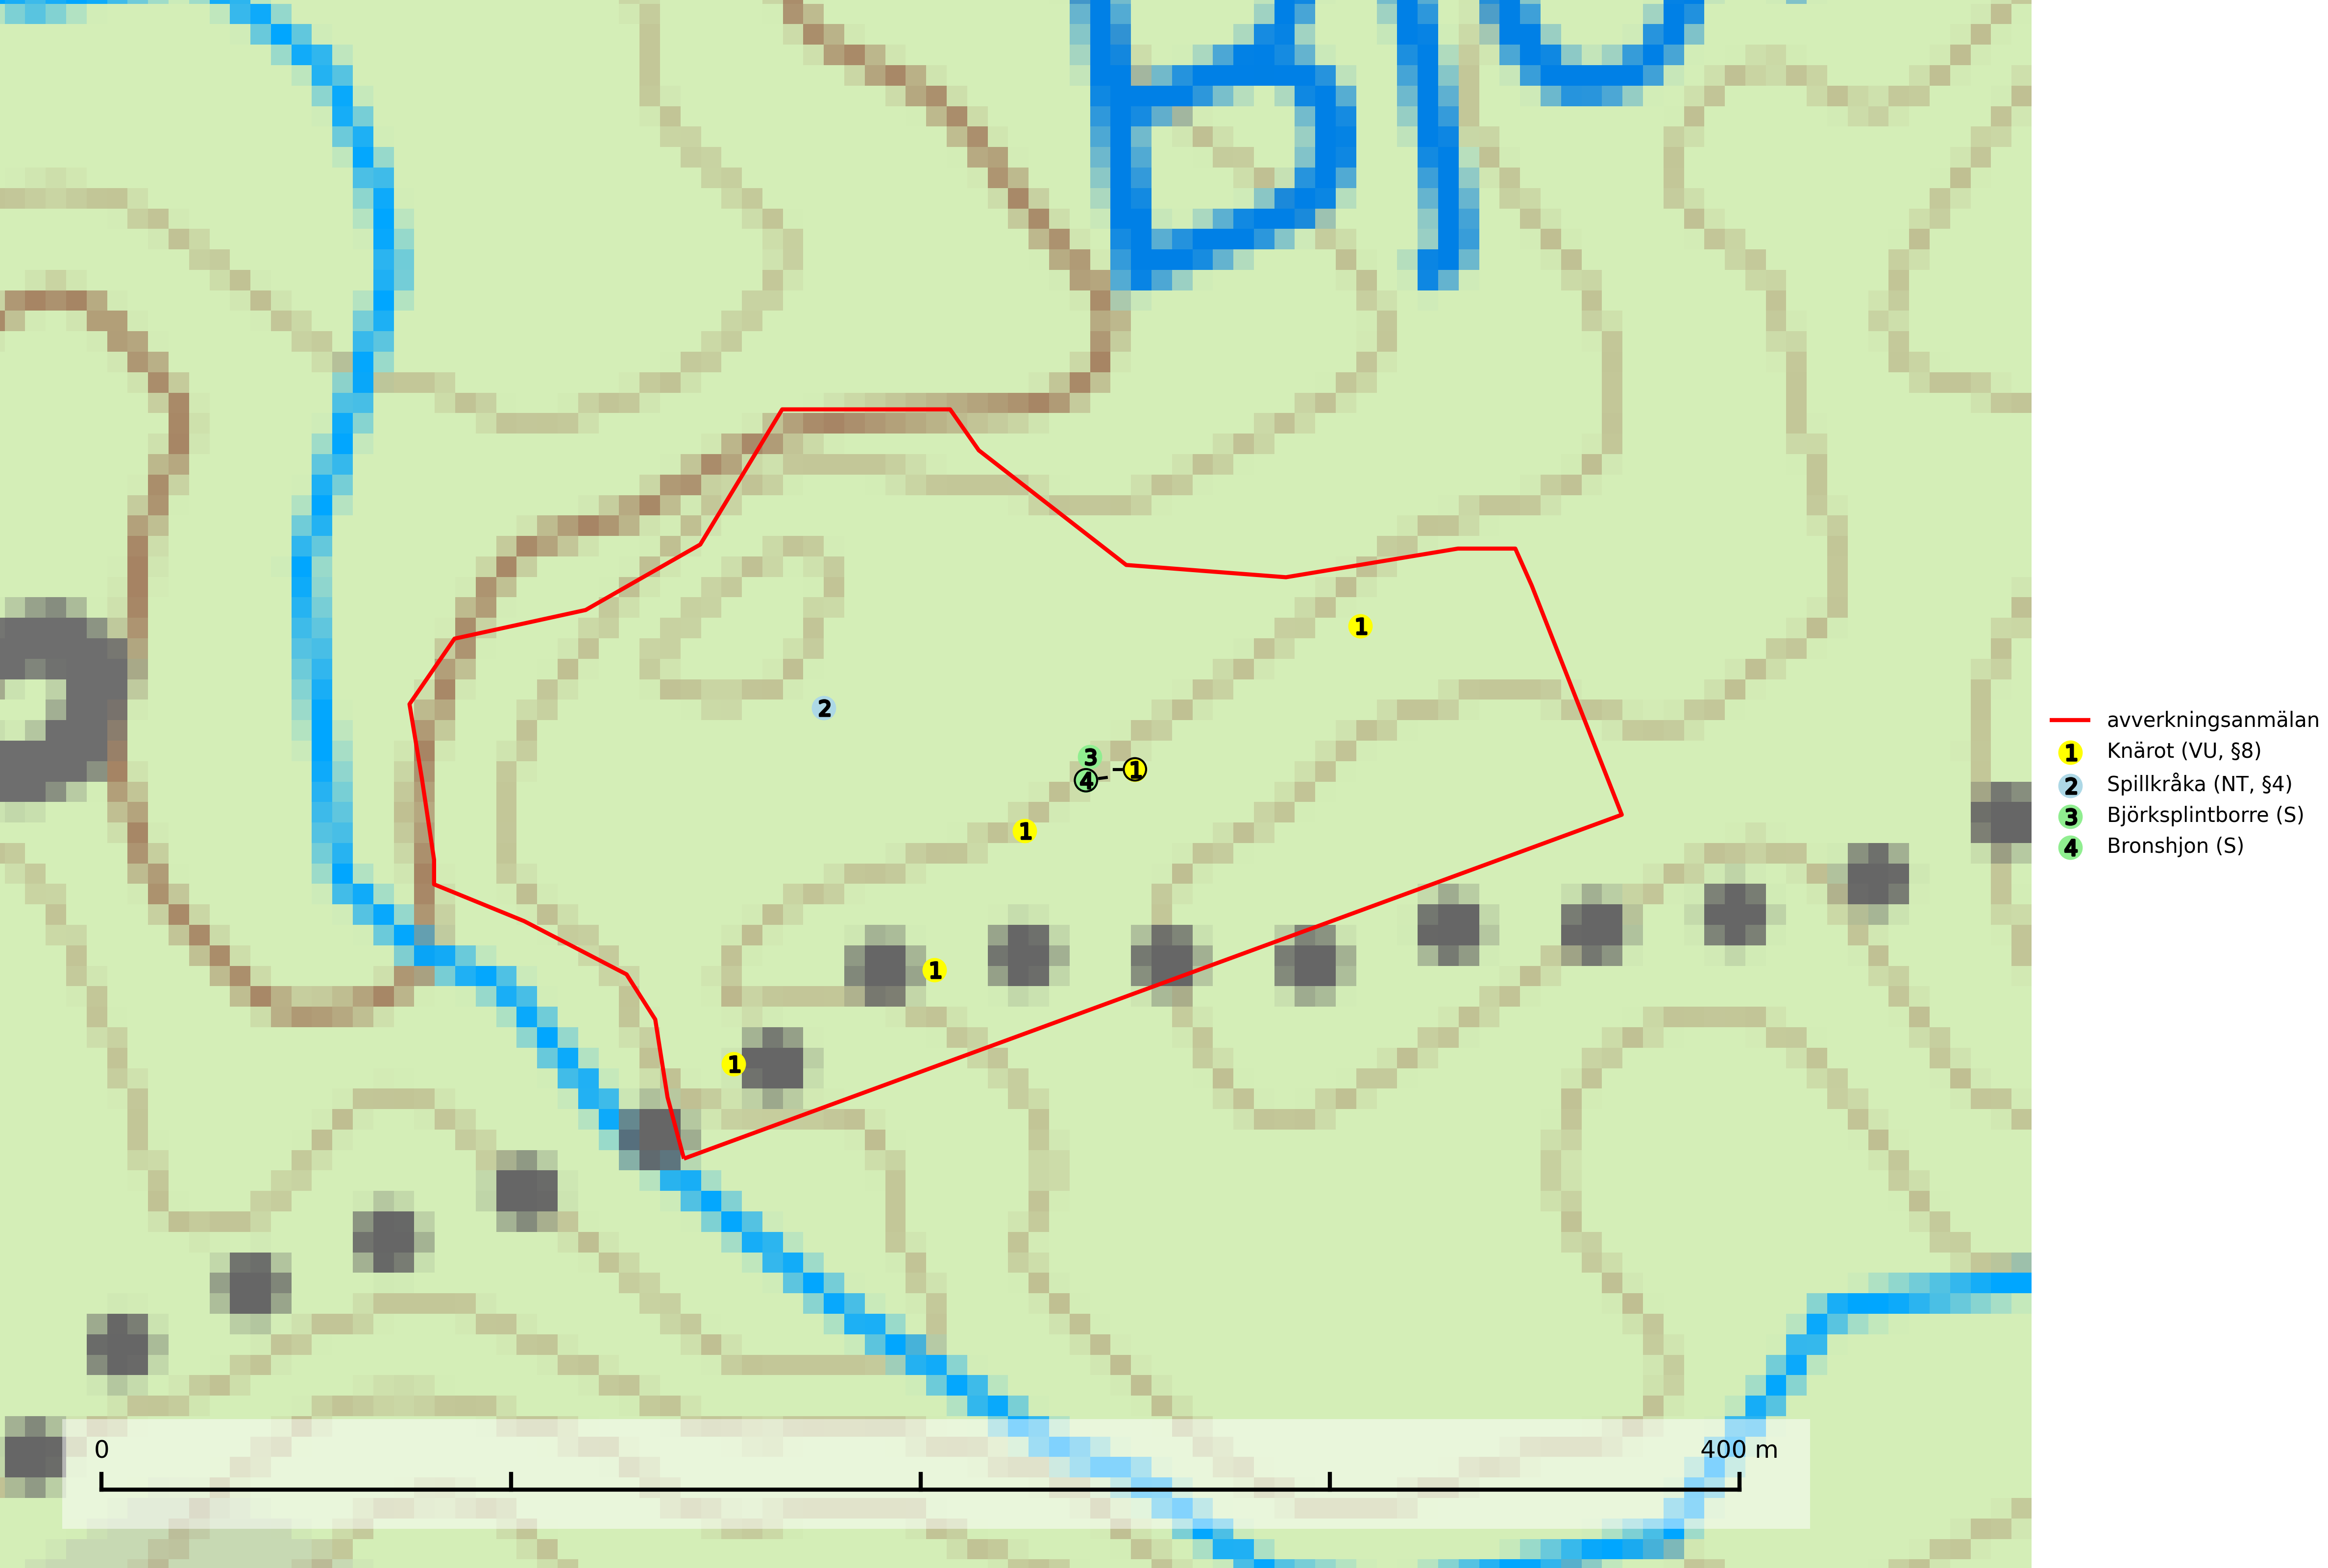 1
2
3
4
1
1
1
1
avverkningsanmälan
1 Knärot (VU, §8)
2 Spillkråka (NT, §4)
3 Björksplintborre (S)
4 Bronshjon (S)
0 400 m